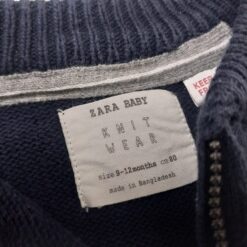 ZARA BABY
KNIT
WEAR
size 9-12months cm 80
made in Bangladesh
KEEP